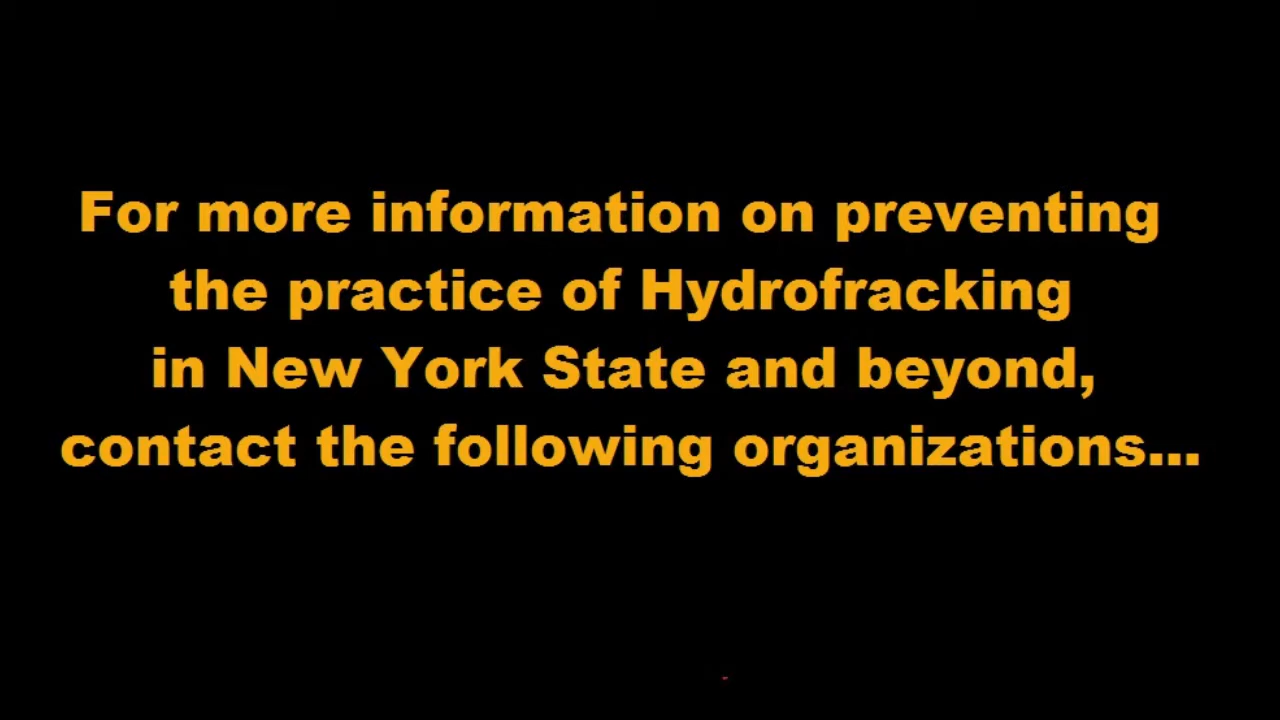 For more information on preventing
the practice of Hydrofracking
in New York State and beyond,
contact the following organizations...